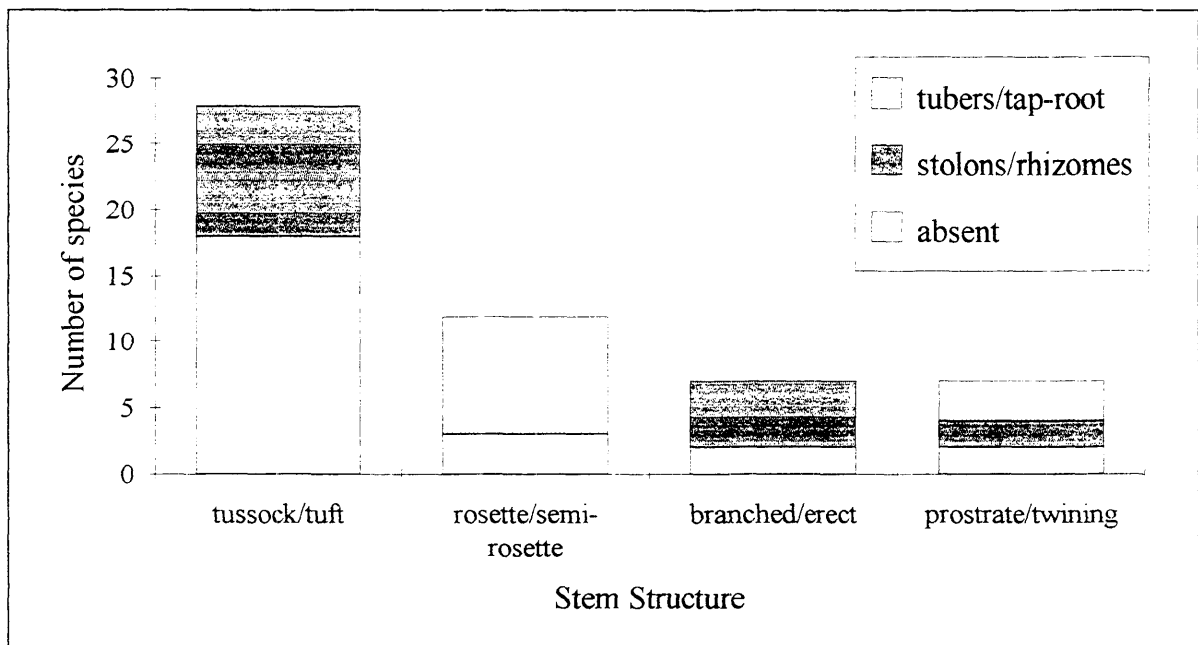 Number of species
30
25
20
15
10
5
0
tubers/tap-root
stolons/rhizomes
absent
tussock/tuft
rosette/semi-
rosette
branched/erect
prostrate/twining
Stem Structure